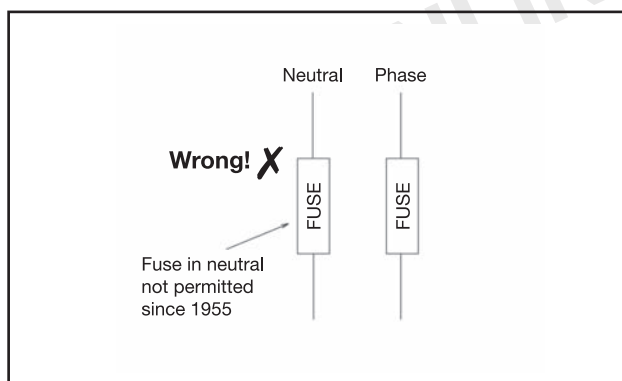 Neutral Phase
Wrong! ✗
FUSE FUSE
Fuse in neutral
not permitted
since 1955